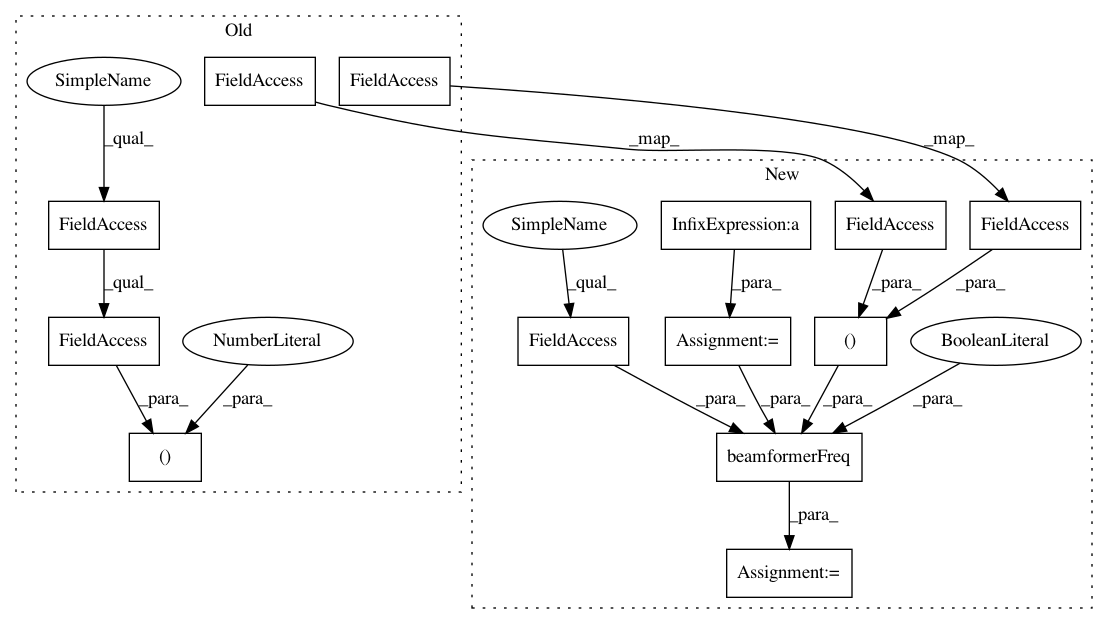 Old
SimpleName
FieldAccess
FieldAccess
_qual_
_map_
_map_
New
FieldAccess
SimpleName
InfixExpression:a
FieldAccess
FieldAccess
_qual_
_qual_
_para_
_para_
_para_
FieldAccess
NumberLiteral
FieldAccess
Assignment:=
()
BooleanLiteral
_para_
_para_
_para_
_para_
_para_
_para_
()
beamformerFreq
_para_
Assignment:=